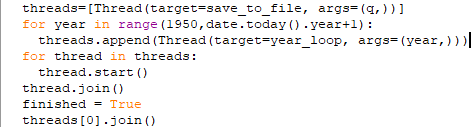 threads=[Thread(target=save_to_file, args=(q,))]
for year in range(1950,date.today().year+1):
  threads.append(Thread(target=year_loop, args=(year,)))
for thread in threads:
  thread.start()
thread.join()
finished = True
threads[0].join()